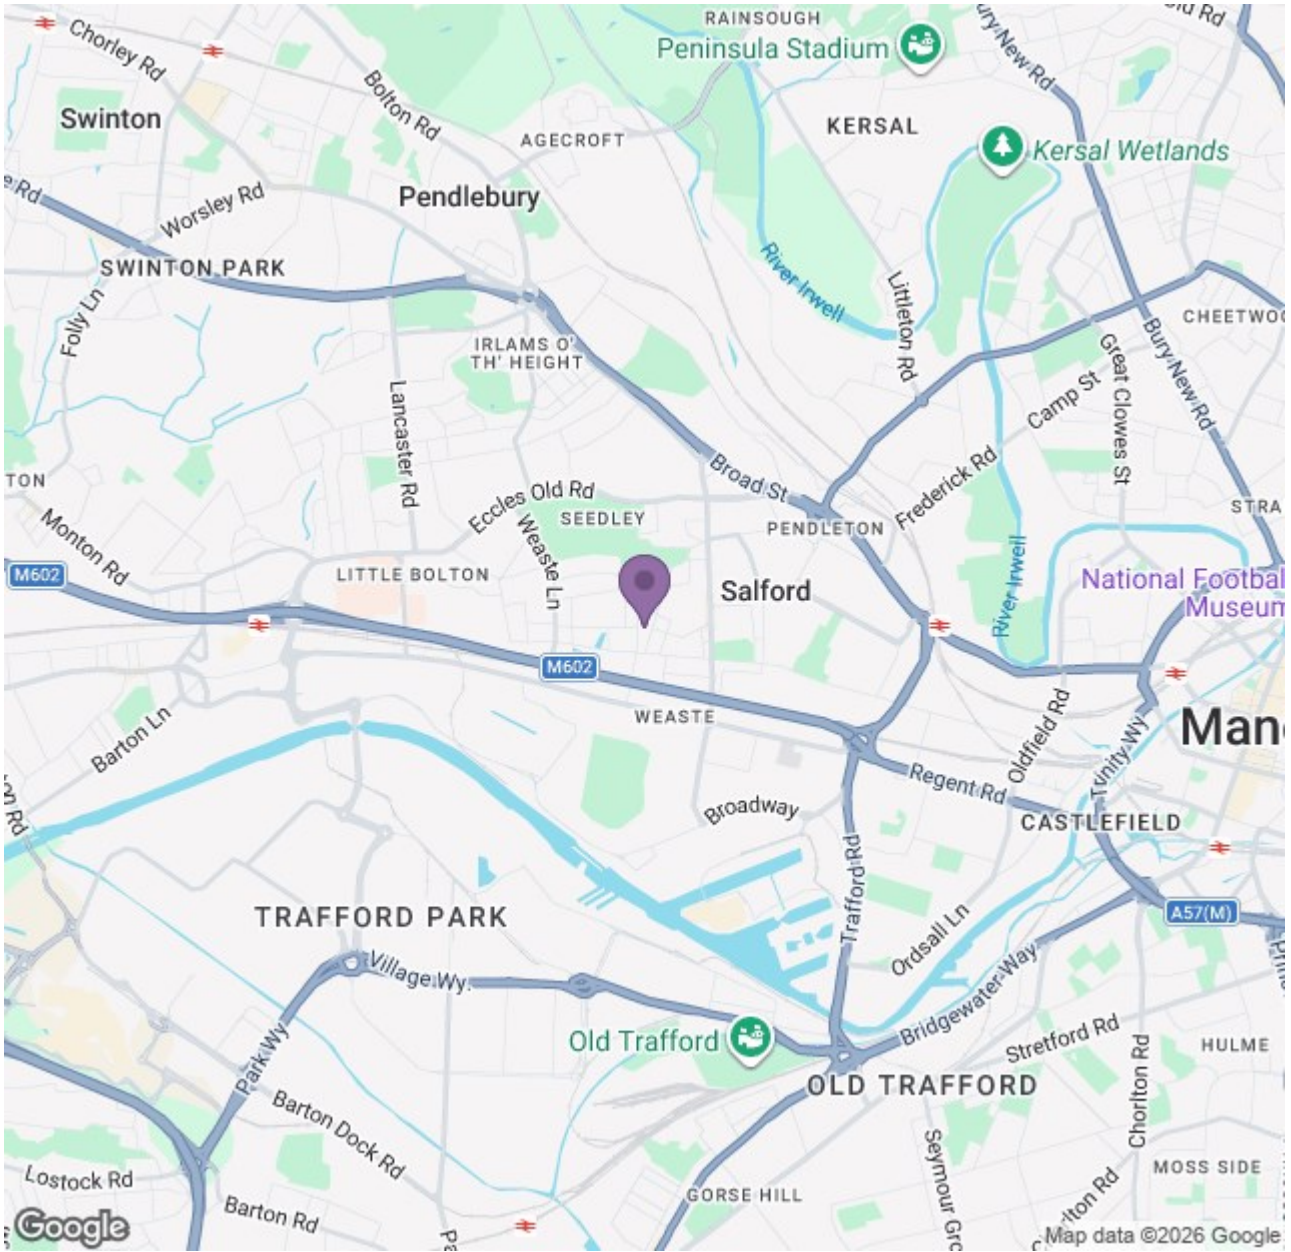 RAINSOUGH
Peninsula Stadium
Chorley Rd
Bolton Rd
Swinton
AGECROFT
KERSAL
Kersal Wetlands
Pendlebury
Worsley Rd
SWINTON PARK
River Irwell
Littleton Rd
Folly Ln
IRLAMS O'
TH' HEIGHT
CHEETWOO
Bury New Rd
Great Clowes St
Camp St
Lancaster Rd
Broad St
Frederick Rd
TON
Eccles Old Rd
SEEDLEY
PENDLETON
STRA
Monton Rd
Weaste Ln
M602
LITTLE BOLTON
Salford
River Irwell
National Footbal
Museum
M602
WEASTE
Barton Ln
Oldfield Rd
Trinity Wy
Man
Regent Rd
Broadway
CASTLEFIELD
on Rd
Trafford Rd
TRAFFORD PARK
A57(M)
Ordsall Ln
Village Wy
Bridgewater Way
Park Wy
Old Trafford
Stretford Rd
HULME
OLD TRAFFORD
Chorlton Rd
Barton Dock Rd
Seymour Gro
Lostock Rd
MOSS SIDE
GORSE HILL
Barton Rd
Google
Map data ©2026 Google